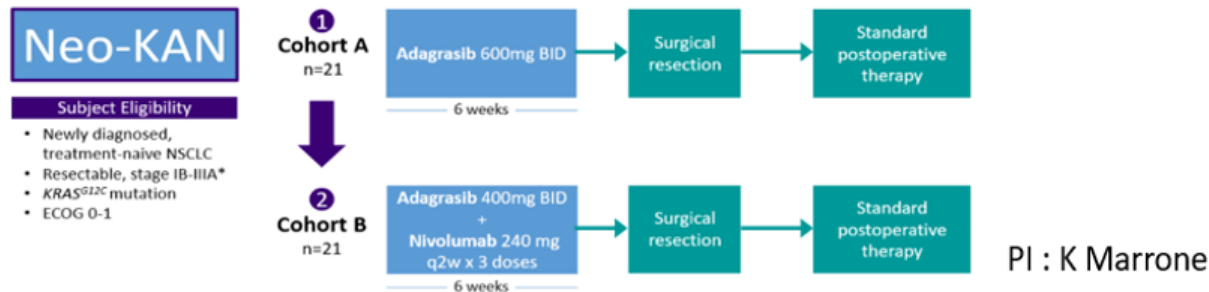 Neo-KAN
Subject Eligibility
• Newly diagnosed,
treatment-naïve NSCLC
• Resectable, stage IB-IIIA*
• KRASᴳ¹²ᶜ mutation
• ECOG 0-1
1
Cohort A
n=21
Adagrasib 600mg BID
6 weeks
Surgical
resection
Standard
postoperative
therapy
2
Cohort B
n=21
Adagrasib 400mg BID
+
Nivolumab 240 mg
q2w x 3 doses
6 weeks
Surgical
resection
Standard
postoperative
therapy
PI : K Marrone